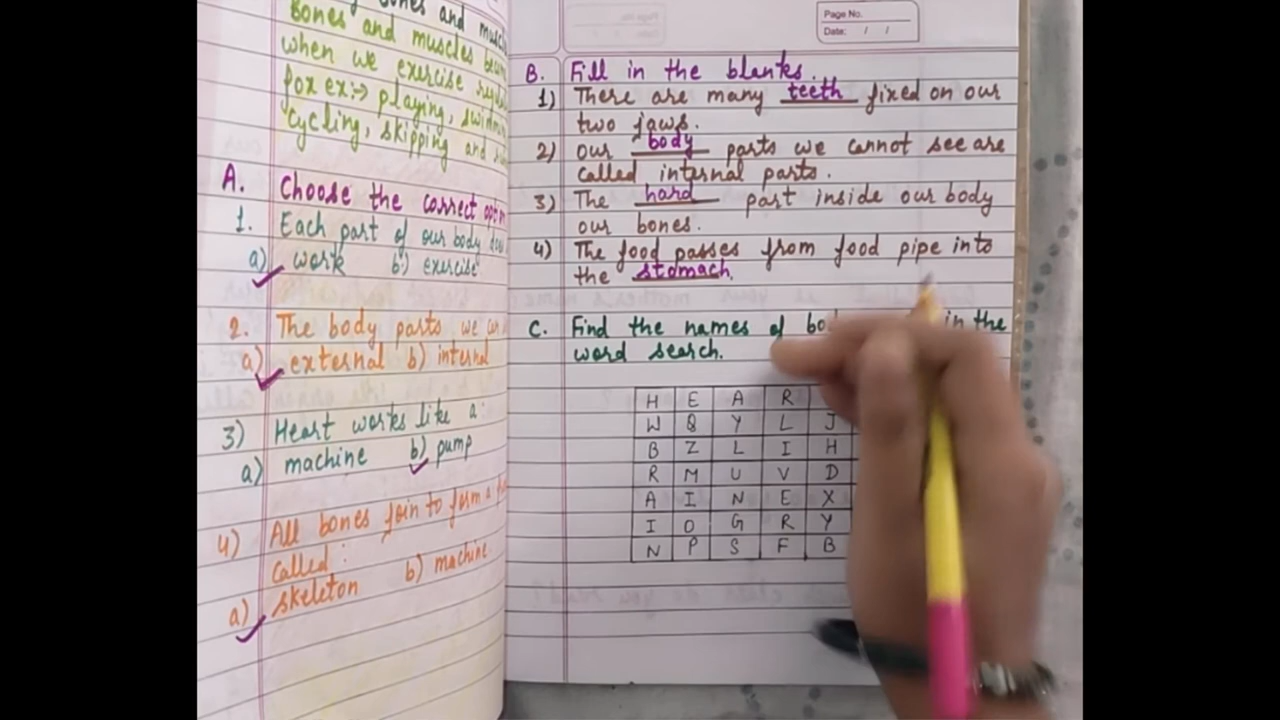 Bones and muscles
when we exercise
for ex:→ playing,
cycling, skipping and
A. Choose the correct
1. Each part of our body
a) work b) exercise
2. The body parts we can
a) external b) internal
3) Heart works like a:
a) machine b) pump
4) All bones join to form a
called:
a) skeleton b) machine
Page No.
Date: / /
B. Fill in the blanks.
1) There are many teeth fixed on our
two jaws.
2) our body parts we cannot see are
called internal parts.
3) The hard part inside our body
our bones.
4) The food passes from food pipe into
the stomach.
C. Find the names of in the
word search.
H E A R
W Q Y L J
B Z L I H
R M U V D
A I N E X
I O G R Y
N P S F B